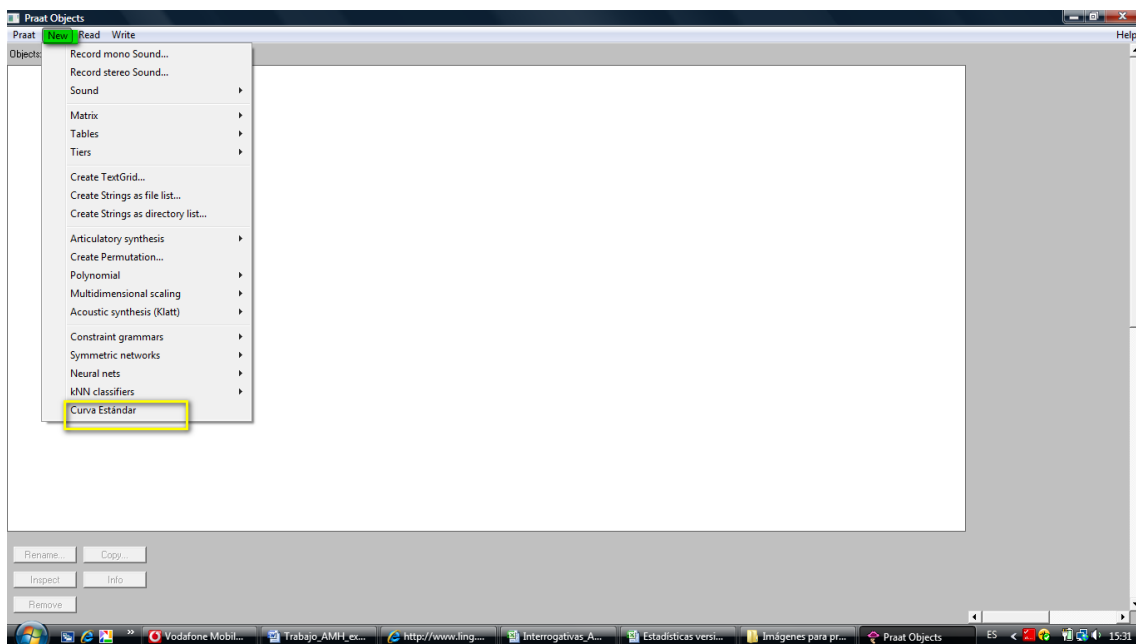 Praat Objects
Praat New Read Write Help
Objects:
Record mono Sound...
Record stereo Sound...
Sound
Matrix
Tables
Tiers
Create TextGrid...
Create Strings as file list...
Create Strings as directory list...
Articulatory synthesis
Create Permutation...
Polynomial
Multidimensional scaling
Acoustic synthesis (Klatt)
Constraint grammars
Symmetric networks
Neural nets
kNN classifiers
Curva Estándar
Rename... Copy...
Inspect Info
Remove
Vodafone Mobil... Trabajo_AMH_ex... http://www.ling.... Interrogativas_A... Estadísticas versi... Imágenes para pr... Praat Objects ES 15:31